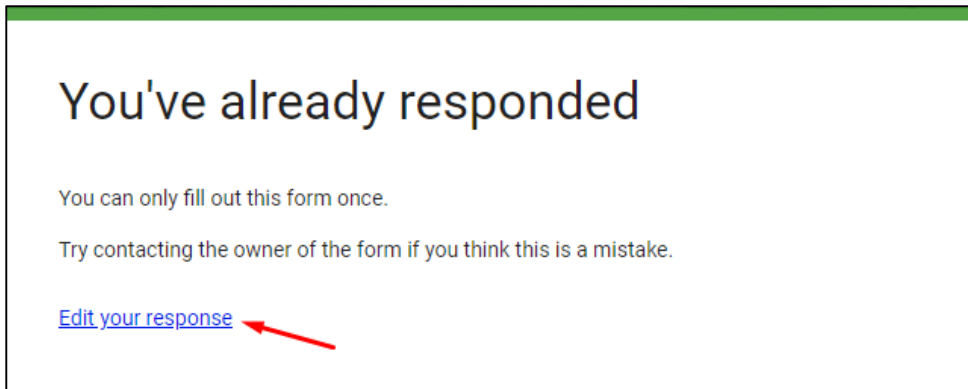 You've already responded
You can only fill out this form once.
Try contacting the owner of the form if you think this is a mistake.
Edit your response